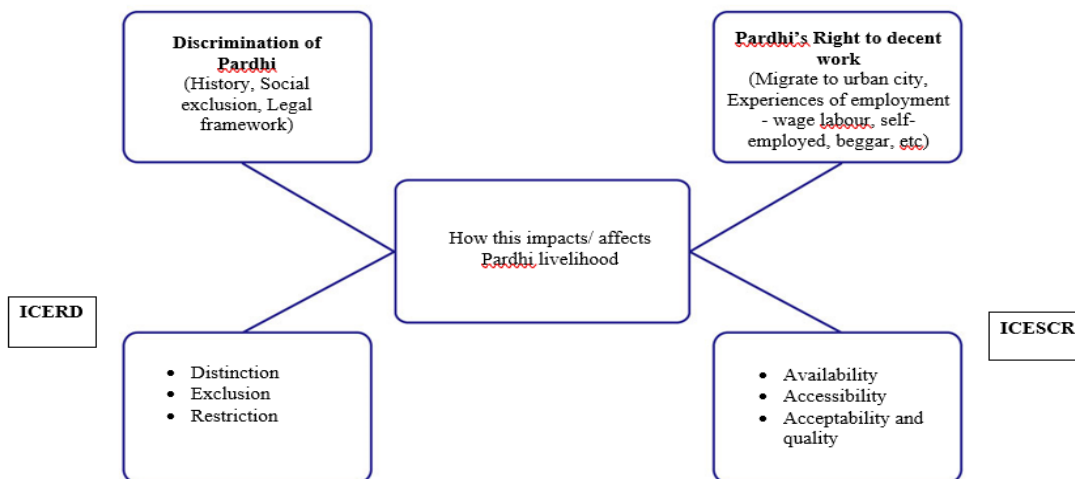 Discrimination of
Pardhi
(History, Social
exclusion, Legal
framework)
Pardhi's Right to decent
work
(Migrate to urban city,
Experiences of employment
- wage labour, self-
employed, beggar, etc)
How this impacts/ affects
Pardhi livelihood
ICERD
ICESCR
• Distinction
• Exclusion
• Restriction
• Availability
• Accessibility
• Acceptability and
quality